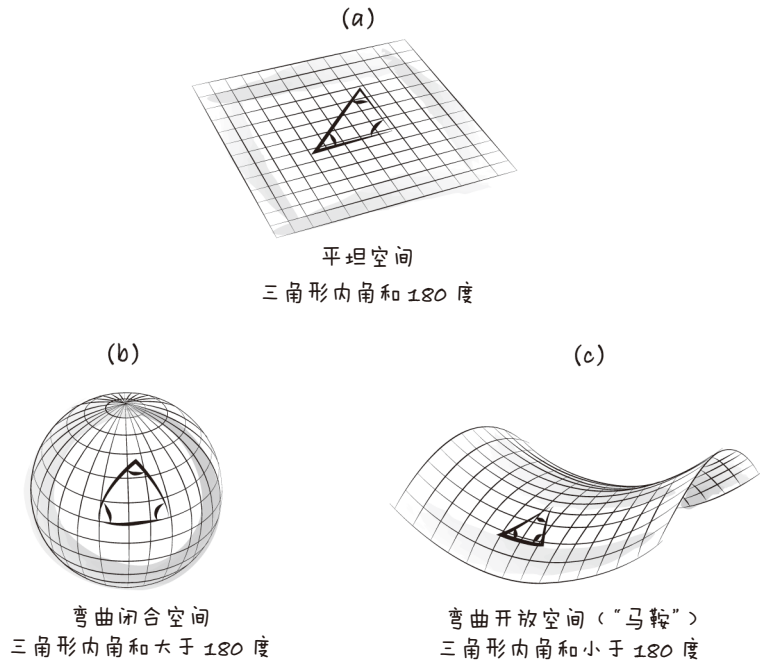 (a)
平坦空间
三角形内角和 180 度
(b)
弯曲闭合空间
三角形内角和大于 180 度
(c)
弯曲开放空间（“马鞍”）
三角形内角和小于 180 度